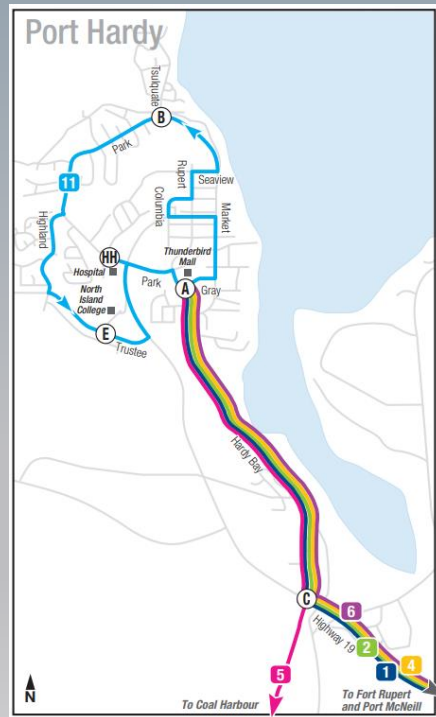 Port Hardy
Tsulquate
B
Park
11
Rupert
Seaview
Columbia
Market
Highland
HH
Hospital
Thunderbird
Mall
North
Island
College
Park
A
Gray
E
Trustee
Hardy Bay
C
6
Highway 19
2
1
4
5
N
To Coal Harbour
To Fort Rupert
and Port McNeill